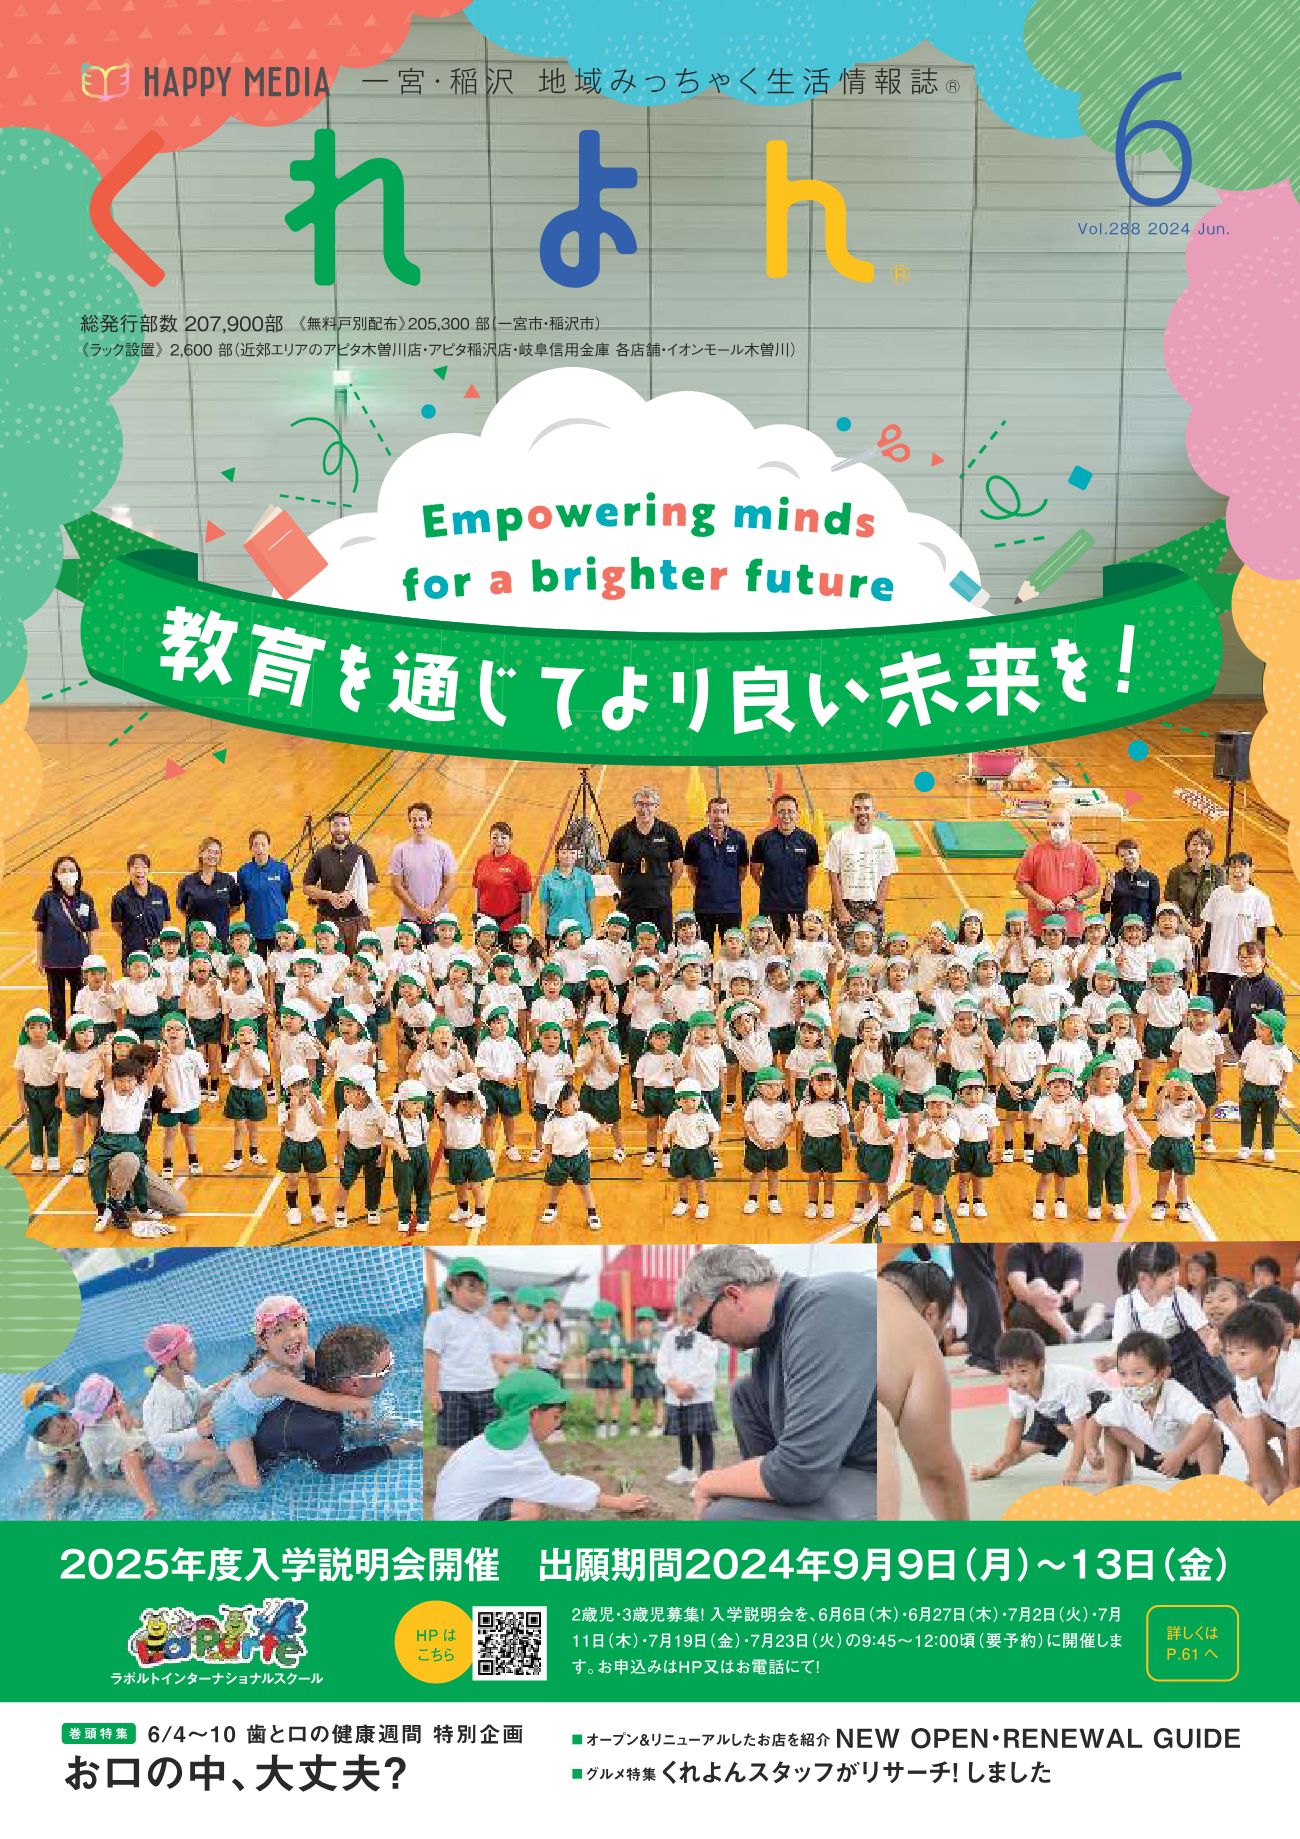 HAPPY MEDIA 一宮・稲沢 地域みっちゃく生活情報誌®
くれよん®
6
Vol.288 2024 Jun.
総発行部数 207,900部 《無料戸別配布》205,300 部(一宮市・稲沢市)
《ラック設置》 2,600 部(近郊エリアのアピタ木曽川店・アピタ稲沢店・岐阜信用金庫 各店舗・イオンモール木曽川)
Empowering minds
for a brighter future
教育を通じてより良い未来を!
2025年度入学説明会開催 出願期間2024年9月9日(月)〜13日(金)
LaPorte
ラポルトインターナショナルスクール
HPは
こちら
2歳児・3歳児募集! 入学説明会を、6月6日(木)・6月27日(木)・7月2日(火)・7月
11日(木)・7月19日(金)・7月23日(火)の9:45〜12:00頃(要予約)に開催しま
す。お申込みはHP又はお電話にて!
詳しくは
P.61 へ
巻頭特集 6/4〜10 歯と口の健康週間 特別企画
お口の中、大丈夫?
■オープン&リニューアルしたお店を紹介 NEW OPEN・RENEWAL GUIDE
■グルメ特集 くれよんスタッフがリサーチ! しました